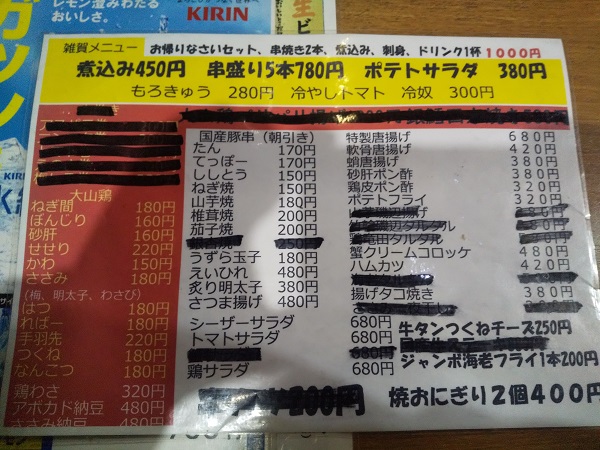 レモン澄みわたる
おいしさ。
KIRIN
生ビ
雑賀メニュー お帰りなさいセット、串焼き2本、煮込み、刺身、ドリンク1杯 1000円
煮込み450円 串盛り5本780円 ポテトサラダ 380円
もろきゅう 280円 冷やしトマト 冷奴 300円
大山鶏
ねぎ間 180円
ぼんじり 160円
砂肝 160円
せせり 220円
かわ 150円
ささみ 180円
(梅、明太子、わさび)
はつ 180円
ればー 180円
手羽先 220円
つくね 180円
なんこつ 180円
鶏わさ 320円
アボカド納豆 480円
ささみ納豆 480円
国産豚串(朝引き)
たん 170円
てっぽー 170円
ししとう 150円
ねぎ焼 150円
山芋焼 180円
椎茸焼 200円
茄子焼 200円
250円
うずら玉子 180円
えいひれ 480円
炙り明太子 380円
さつま揚げ 480円
シーザーサラダ 680円
トマトサラダ 680円
680円
鶏サラダ 680円
200円
特製唐揚げ 680円
軟骨唐揚げ 420円
蛸唐揚げ 380円
砂肝ポン酢 380円
鶏皮ポン酢 320円
ポテトフライ 320円
蟹クリームコロッケ 480円
ハムカツ 420円
揚げタコ焼き 380円
牛タンつくねチーズ250円
ジャンボ海老フライ1本200円
焼おにぎり2個400円